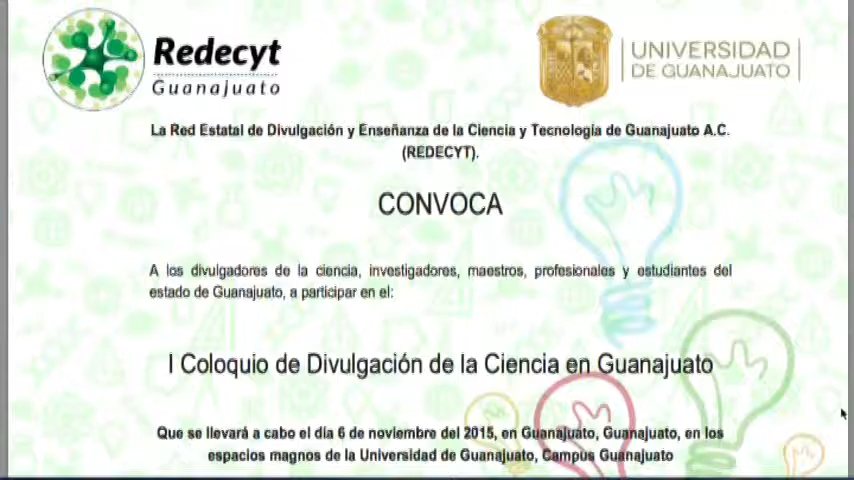 Redecyt
Guanajuato
UNIVERSIDAD
DE GUANAJUATO
La Red Estatal de Divulgación y Enseñanza de la Ciencia y Tecnología de Guanajuato A.C.
(REDECYT).
CONVOCA
A los divulgadores de la ciencia, investigadores, maestros, profesionales y estudiantes del
estado de Guanajuato, a participar en el:
I Coloquio de Divulgación de la Ciencia en Guanajuato
Que se llevará a cabo el día 6 de noviembre del 2015, en Guanajuato, Guanajuato, en los
espacios magnos de la Universidad de Guanajuato, Campus Guanajuato